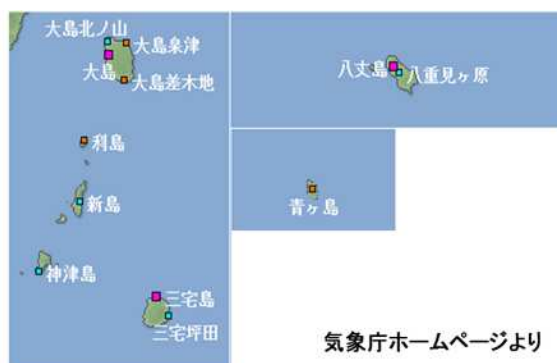 大島北ノ山
大島泉津
大島
大島差木地
利島
新島
神津島
三宅島
三宅坪田
八丈島
八重見ヶ原
青ヶ島
気象庁ホームページより